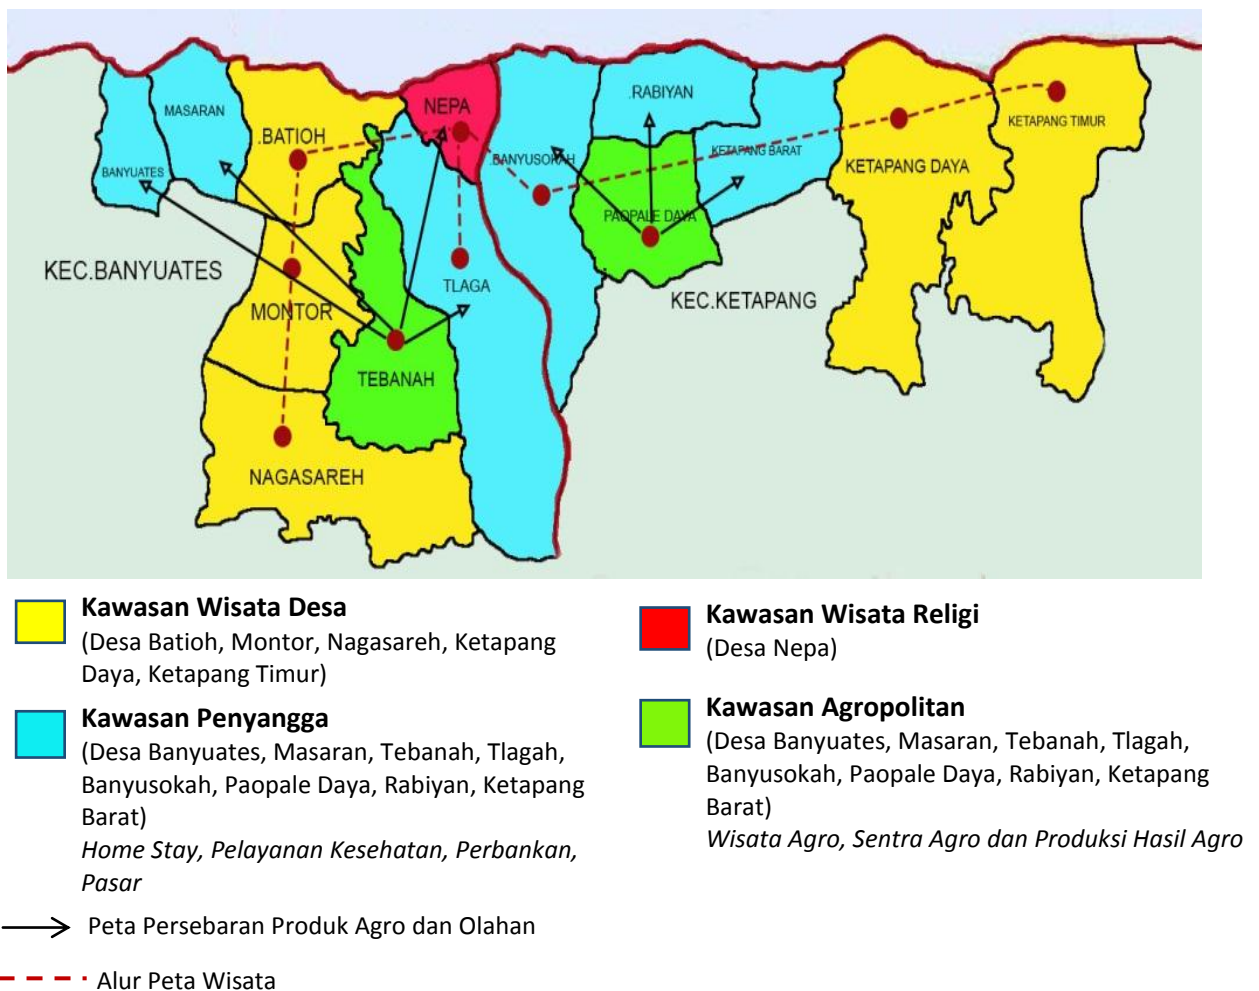 NEPA
MASARAN
.BATIOH
BANYUATES
.RABIYAN
KETAPANG TIMUR
.BANYUSOKAH
KETAPANG BARAT
KETAPANG DAYA
PAOPALE DAYA
KEC.BANYUATES
TLAGA
KEC.KETAPANG
MONTOR
TEBANAH
NAGASAREH
Kawasan Wisata Desa
(Desa Batioh, Montor, Nagasareh, Ketapang
Daya, Ketapang Timur)
Kawasan Penyangga
(Desa Banyuates, Masaran, Tebanah, Tlagah,
Banyusokah, Paopale Daya, Rabiyan, Ketapang
Barat)
Home Stay, Pelayanan Kesehatan, Perbankan,
Pasar
Kawasan Wisata Religi
(Desa Nepa)
Kawasan Agropolitan
(Desa Banyuates, Masaran, Tebanah, Tlagah,
Banyusokah, Paopale Daya, Rabiyan, Ketapang
Barat)
Wisata Agro, Sentra Agro dan Produksi Hasil Agro
Peta Persebaran Produk Agro dan Olahan
Alur Peta Wisata